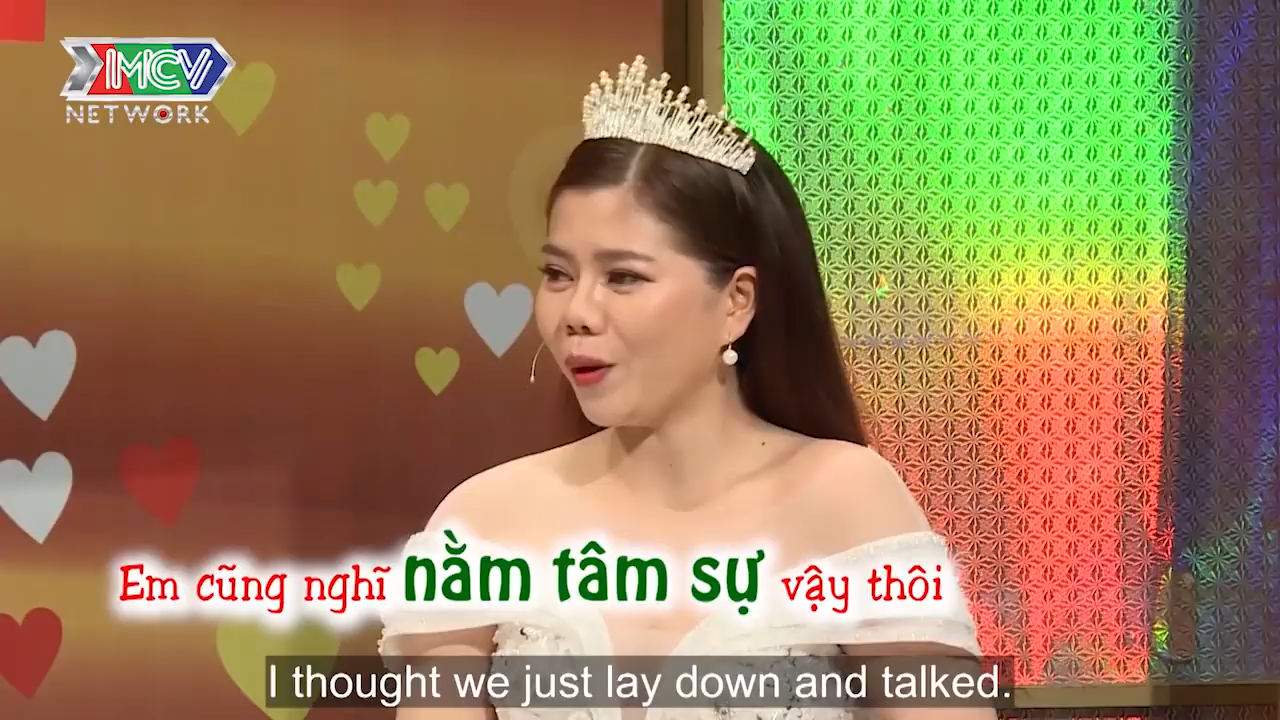 MCV
NETWORK
Em cũng nghĩ nằm tâm sự vậy thôi
I thought we just lay down and talked.